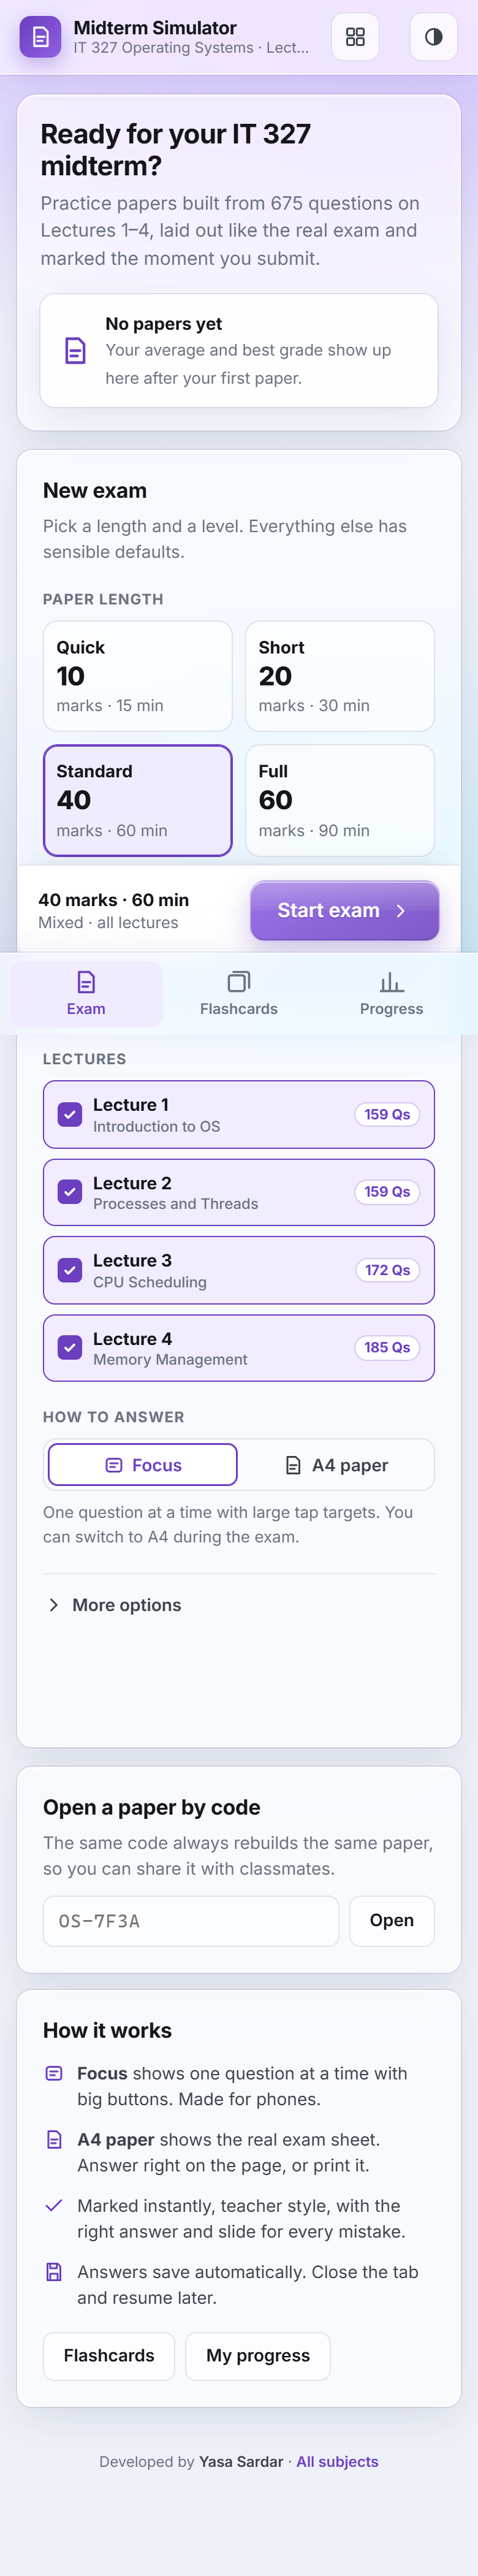 Midterm Simulator
IT 327 Operating Systems · Lect...
Ready for your IT 327
midterm?
Practice papers built from 675 questions on
Lectures 1–4, laid out like the real exam and
marked the moment you submit.
No papers yet
Your average and best grade show up
here after your first paper.
New exam
Pick a length and a level. Everything else has
sensible defaults.
PAPER LENGTH
Quick
10
marks · 15 min
Short
20
marks · 30 min
Standard
40
marks · 60 min
Full
60
marks · 90 min
40 marks · 60 min
Mixed · all lectures
Start exam
Exam
Flashcards
Progress
LECTURES
Lecture 1
Introduction to OS
159 Qs
Lecture 2
Processes and Threads
159 Qs
Lecture 3
CPU Scheduling
172 Qs
Lecture 4
Memory Management
185 Qs
HOW TO ANSWER
Focus
A4 paper
One question at a time with large tap targets. You
can switch to A4 during the exam.
More options
Open a paper by code
The same code always rebuilds the same paper,
so you can share it with classmates.
OS-7F3A
Open
How it works
Focus shows one question at a time with
big buttons. Made for phones.
A4 paper shows the real exam sheet.
Answer right on the page, or print it.
Marked instantly, teacher style, with the
right answer and slide for every mistake.
Answers save automatically. Close the tab
and resume later.
Flashcards
My progress
Developed by Yasa Sardar · All subjects